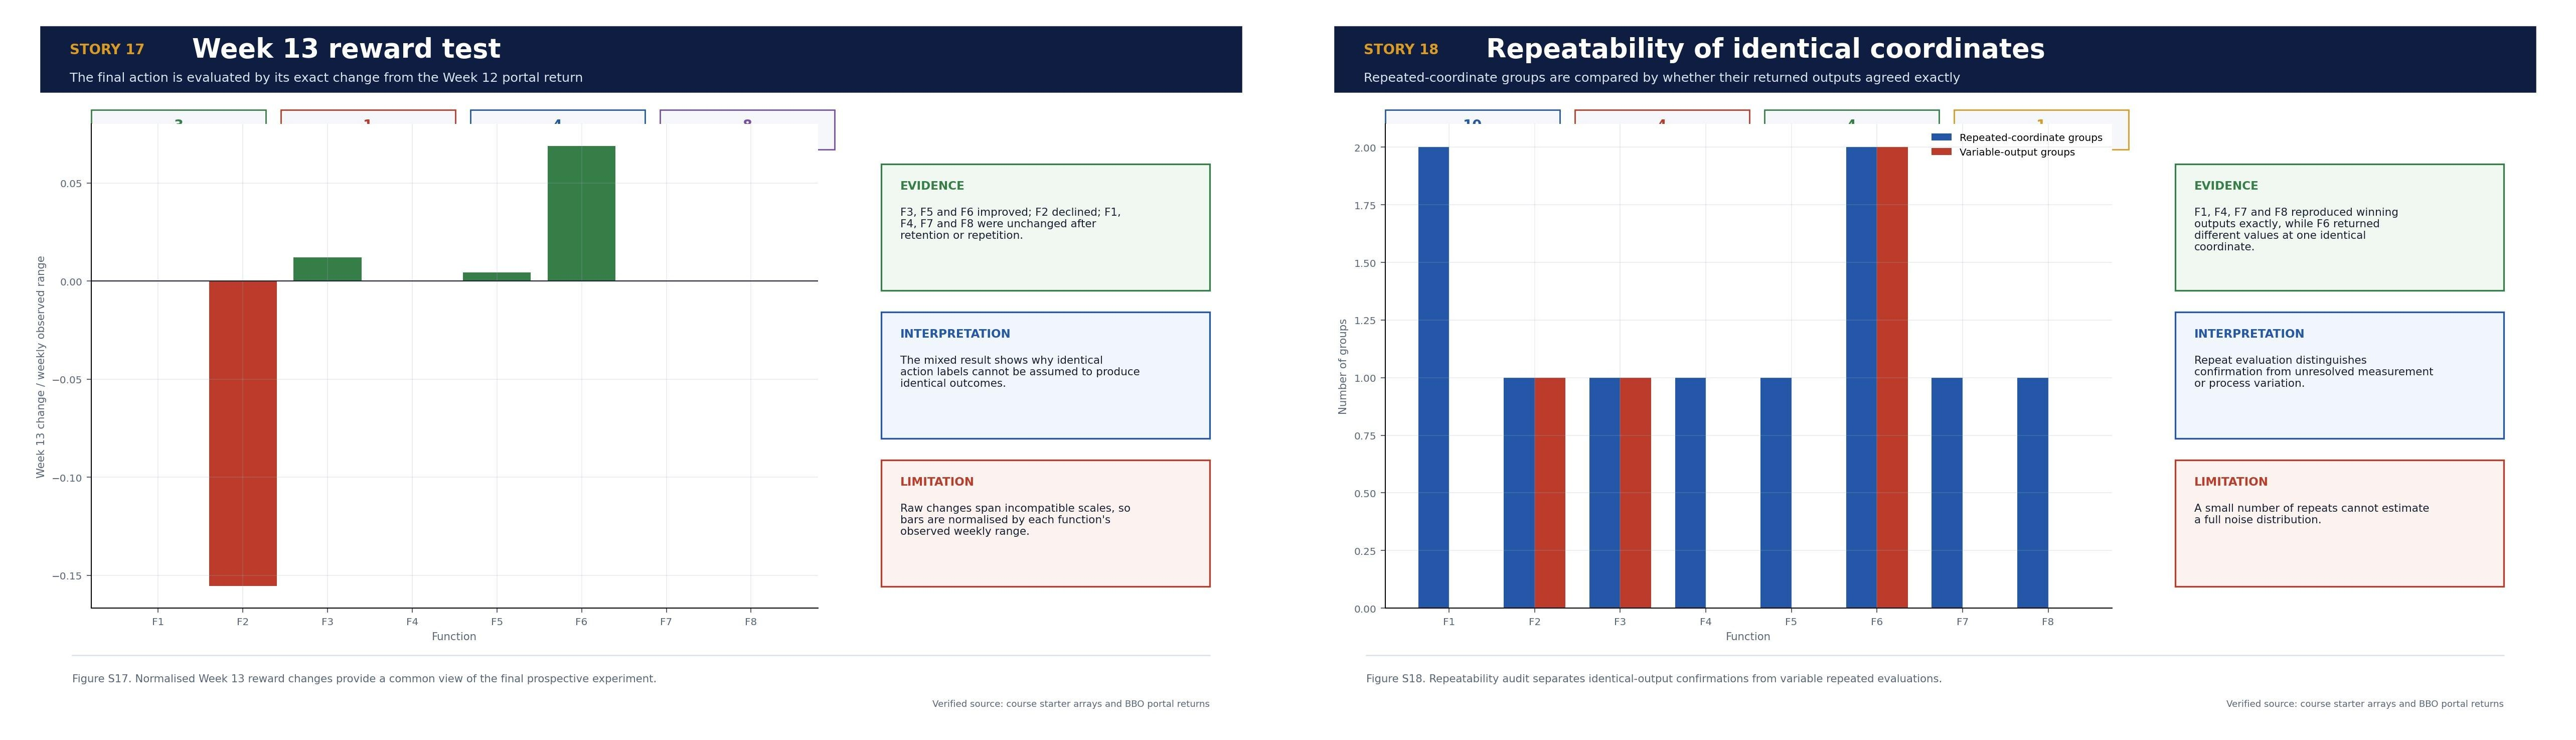 STORY 17 Week 13 reward test
The final action is evaluated by its exact change from the Week 12 portal return
3 1 4 8
0.05
0.00
−0.05
−0.10
−0.15
Week 13 change / weekly observed range
F1 F2 F3 F4 F5 F6 F7 F8
Function
EVIDENCE
F3, F5 and F6 improved; F2 declined; F1,
F4, F7 and F8 were unchanged after
retention or repetition.
INTERPRETATION
The mixed result shows why identical
action labels cannot be assumed to produce
identical outcomes.
LIMITATION
Raw changes span incompatible scales, so
bars are normalised by each function's
observed weekly range.
Figure S17. Normalised Week 13 reward changes provide a common view of the final prospective experiment.
Verified source: course starter arrays and BBO portal returns
STORY 18 Repeatability of identical coordinates
Repeated-coordinate groups are compared by whether their returned outputs agreed exactly
10 4 4 1
Repeated-coordinate groups
Variable-output groups
2.00
1.75
1.50
1.25
1.00
0.75
0.50
0.25
0.00
Number of groups
F1 F2 F3 F4 F5 F6 F7 F8
Function
EVIDENCE
F1, F4, F7 and F8 reproduced winning
outputs exactly, while F6 returned
different values at one identical
coordinate.
INTERPRETATION
Repeat evaluation distinguishes
confirmation from unresolved measurement
or process variation.
LIMITATION
A small number of repeats cannot estimate
a full noise distribution.
Figure S18. Repeatability audit separates identical-output confirmations from variable repeated evaluations.
Verified source: course starter arrays and BBO portal returns